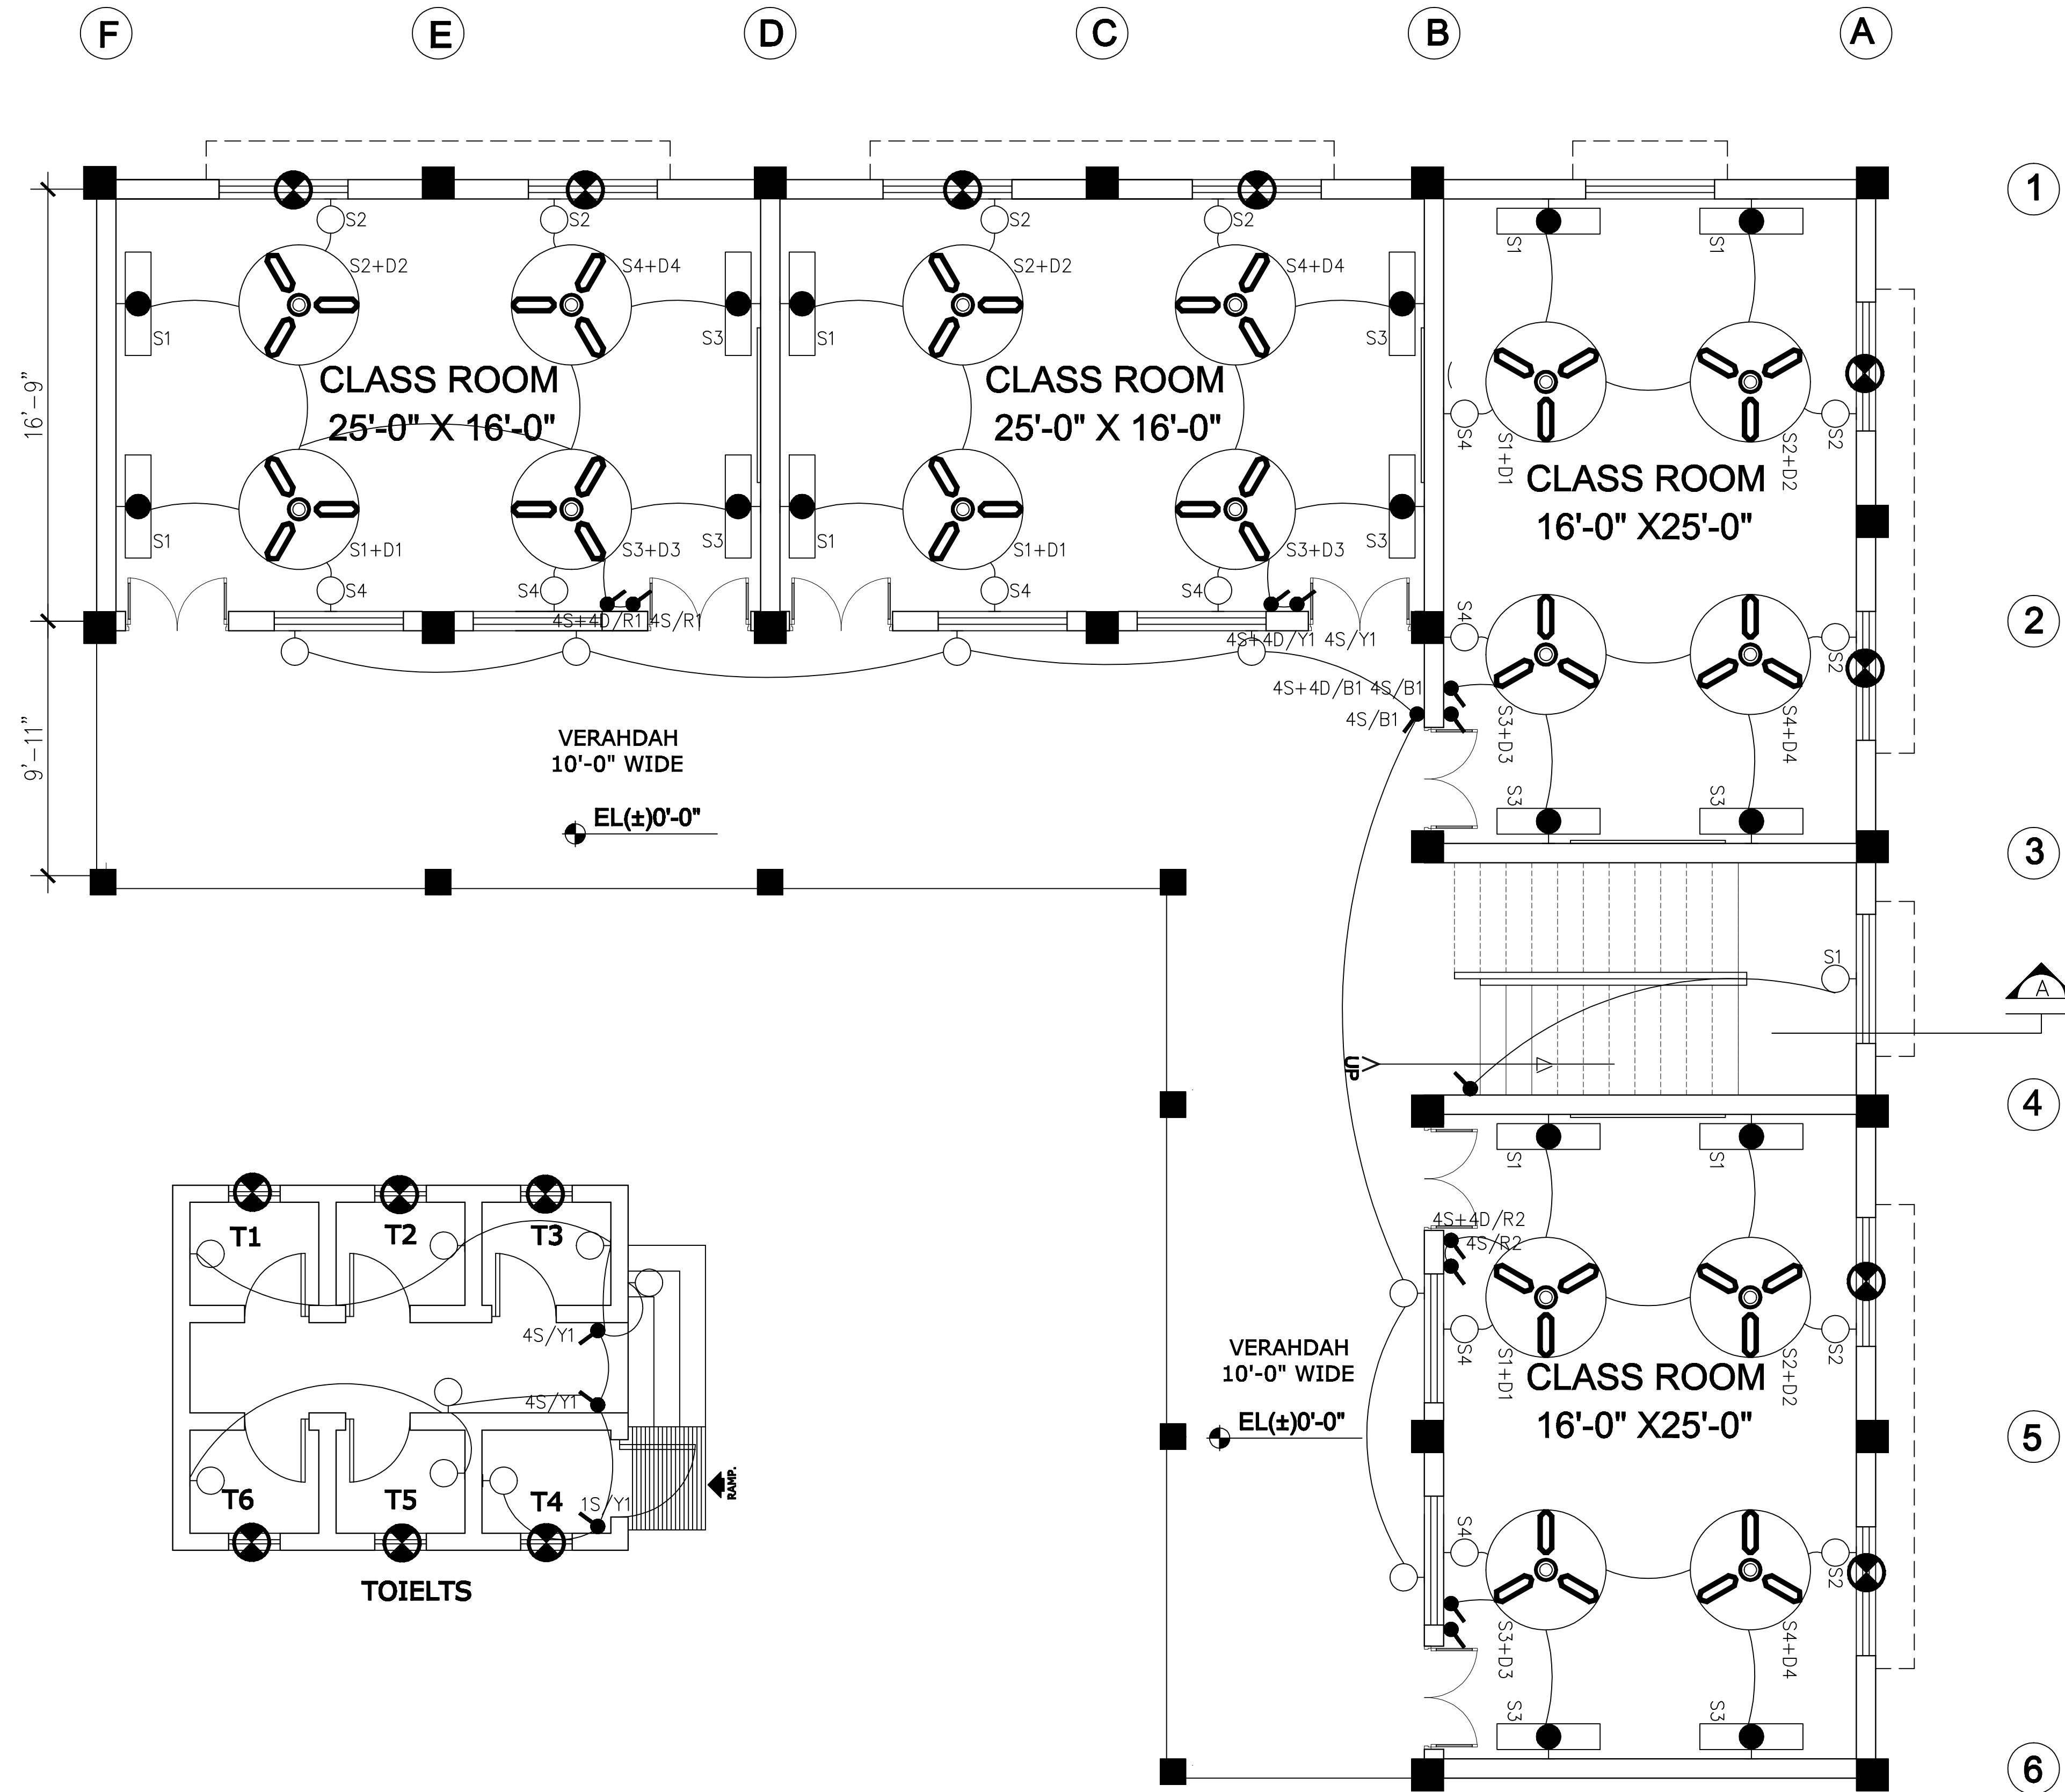 F E D C B A
1
S2 S2 S2 S2
S1 S1
S2+D2 S4+D4 S2+D2 S4+D4
S1 S3 S1 S3
CLASS ROOM
25'-0" X 16'-0"
CLASS ROOM
25'-0" X 16'-0"
16'-9"
S4 S1+D1 S2+D2 S2
CLASS ROOM
16'-0" X25'-0"
S1 S1+D1 S3+D3 S3 S1 S1+D1 S3+D3 S3
S4 S4 S4 S4
4S+4D/R1 4S/R1
4S+4D/Y1 4S/Y1
2
S4 S2
4S+4D/B1 4S/B1
4S/B1
S3+D3 S4+D4
9'-11"
VERAHDAH
10'-0" WIDE
EL(±)0'-0"
S3 S3
3
S1
A
UP
4
S1 S1
4S+4D/R2
4S/R2
S4 S1+D1 S2+D2 S2
VERAHDAH
10'-0" WIDE
EL(±)0'-0"
CLASS ROOM
16'-0" X25'-0"
5
S4 S2
S3+D3 S4+D4
S3 S3
6
T1 T2 T3
4S/Y1
4S/Y1
T6 T5 T4
1S/Y1
RAMP.
TOIELTS